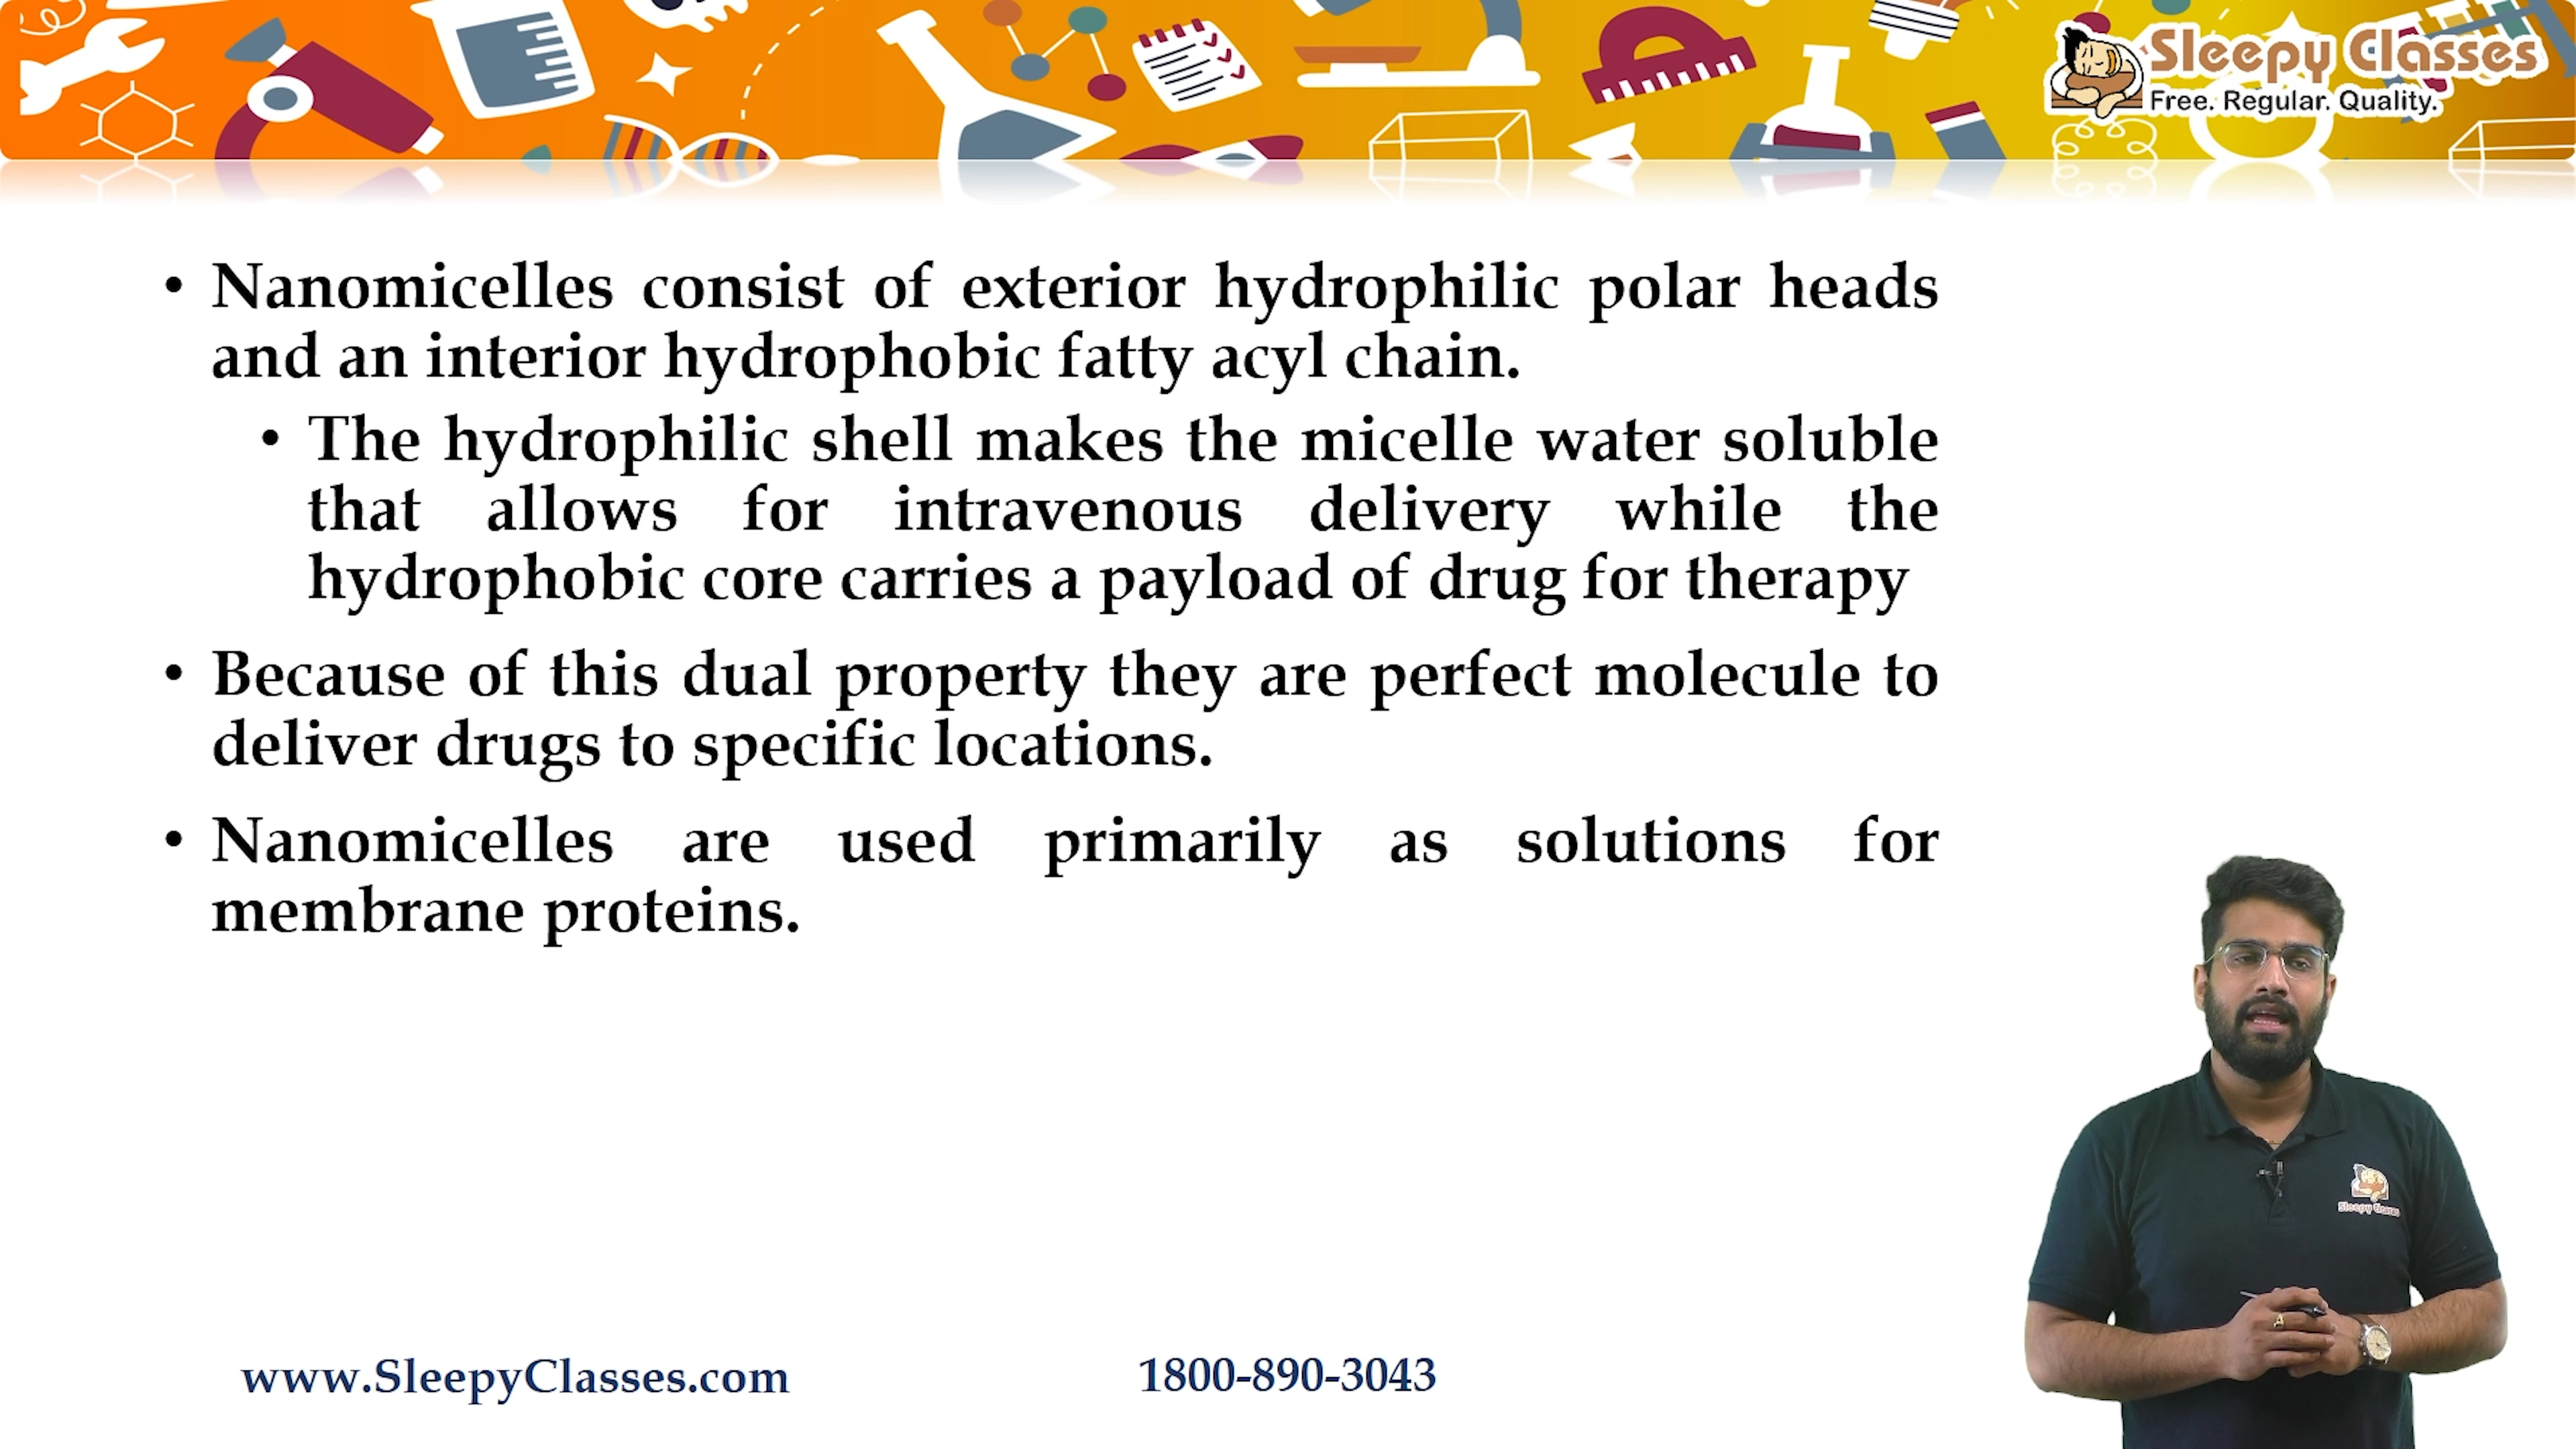 Sleepy Classes
Free. Regular. Quality.
• Nanomicelles consist of exterior hydrophilic polar heads
and an interior hydrophobic fatty acyl chain.
• The hydrophilic shell makes the micelle water soluble
that allows for intravenous delivery while the
hydrophobic core carries a payload of drug for therapy
• Because of this dual property they are perfect molecule to
deliver drugs to specific locations.
• Nanomicelles are used primarily as solutions for
membrane proteins.
Sleepy Classes
www.SleepyClasses.com
1800-890-3043